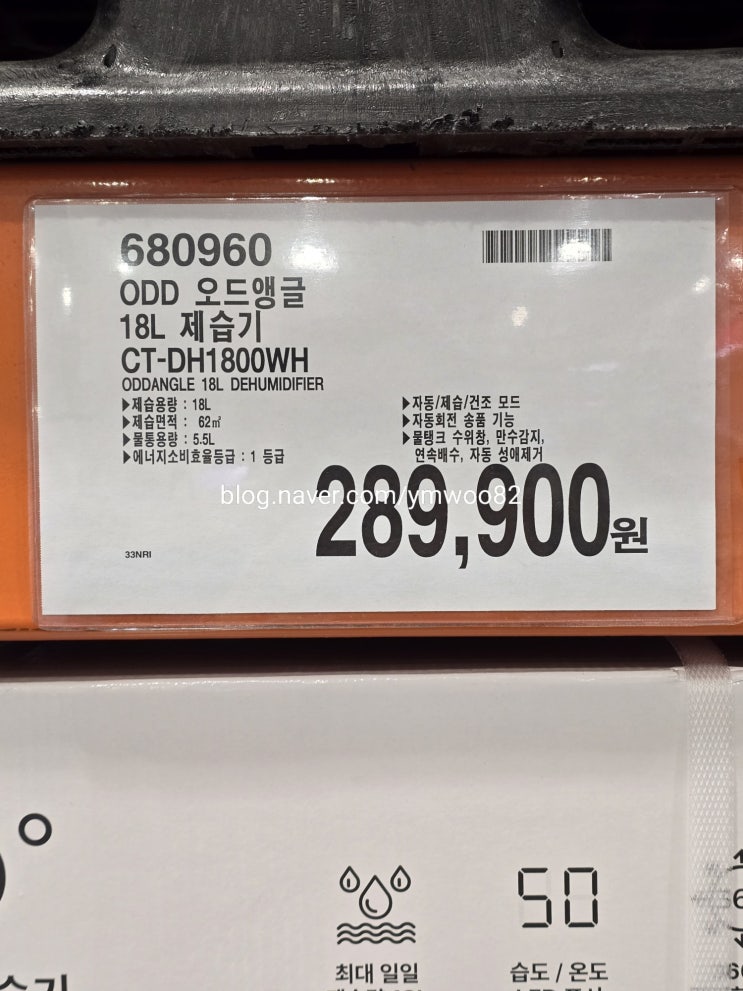 680960
ODD 오드앵글
18L 제습기
CT-DH1800WH
ODDANGLE 18L DEHUMIDIFIER
▶제습용량 : 18L
▶제습면적 : 62㎡
▶물통용량 : 5.5L
▶에너지소비효율등급 : 1 등급
▶자동/제습/건조 모드
▶자동회전 송품 기능
▶물탱크 수위창, 만수감지,
연속배수, 자동 성애제거
blog.naver.com/ymwoo82
289,900원
33NRI
50
최대 일일
습도 / 온도